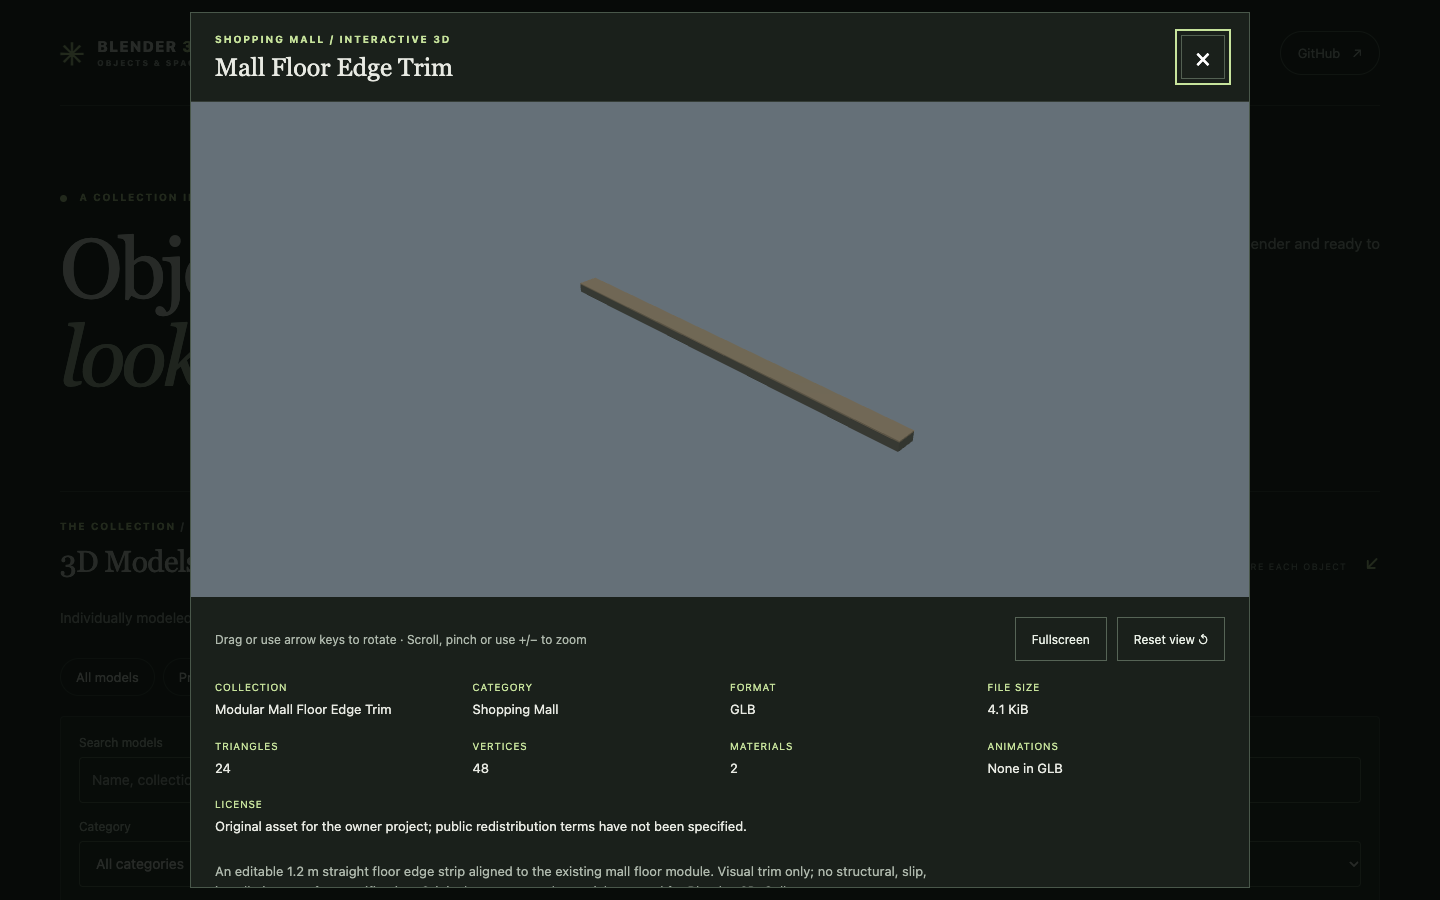 BLENDER 3
SHOPPING MALL / INTERACTIVE 3D
Mall Floor Edge Trim
×
GitHub ↗
A COLLECTION I
Obje
look
ender and ready to
THE COLLECTION /
3D Models
RE EACH OBJECT
Individually modeled
All models
Search models
Name, collectio
Category
All categories
Drag or use arrow keys to rotate · Scroll, pinch or use +/− to zoom
Fullscreen
Reset view ↺
COLLECTION
Modular Mall Floor Edge Trim
CATEGORY
Shopping Mall
FORMAT
GLB
FILE SIZE
4.1 KiB
TRIANGLES
24
VERTICES
48
MATERIALS
2
ANIMATIONS
None in GLB
LICENSE
Original asset for the owner project; public redistribution terms have not been specified.
An editable 1.2 m straight floor edge strip aligned to the existing mall floor module. Visual trim only; no structural, slip,